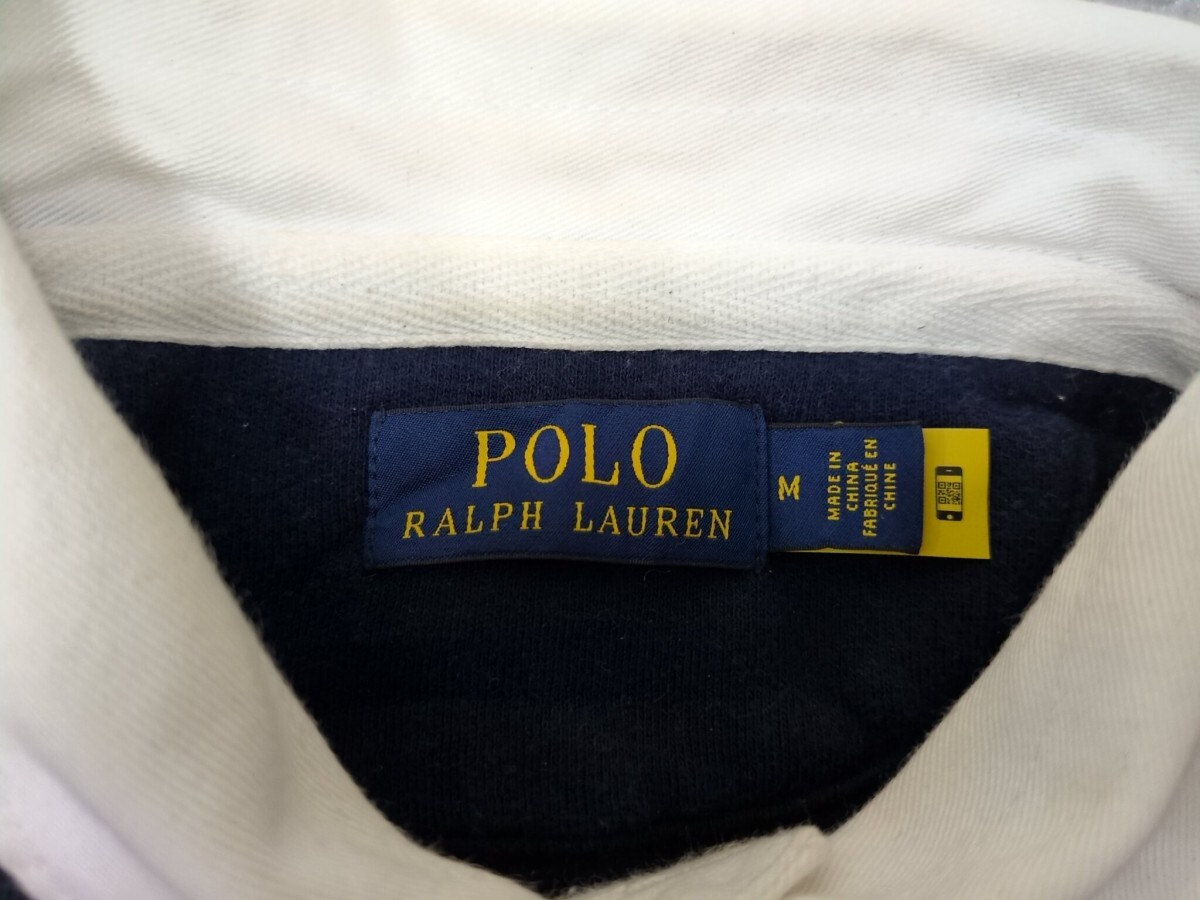 POLO
RALPH LAUREN
M
MADE IN
CHINA
FABRIQUÉ EN
CHINE